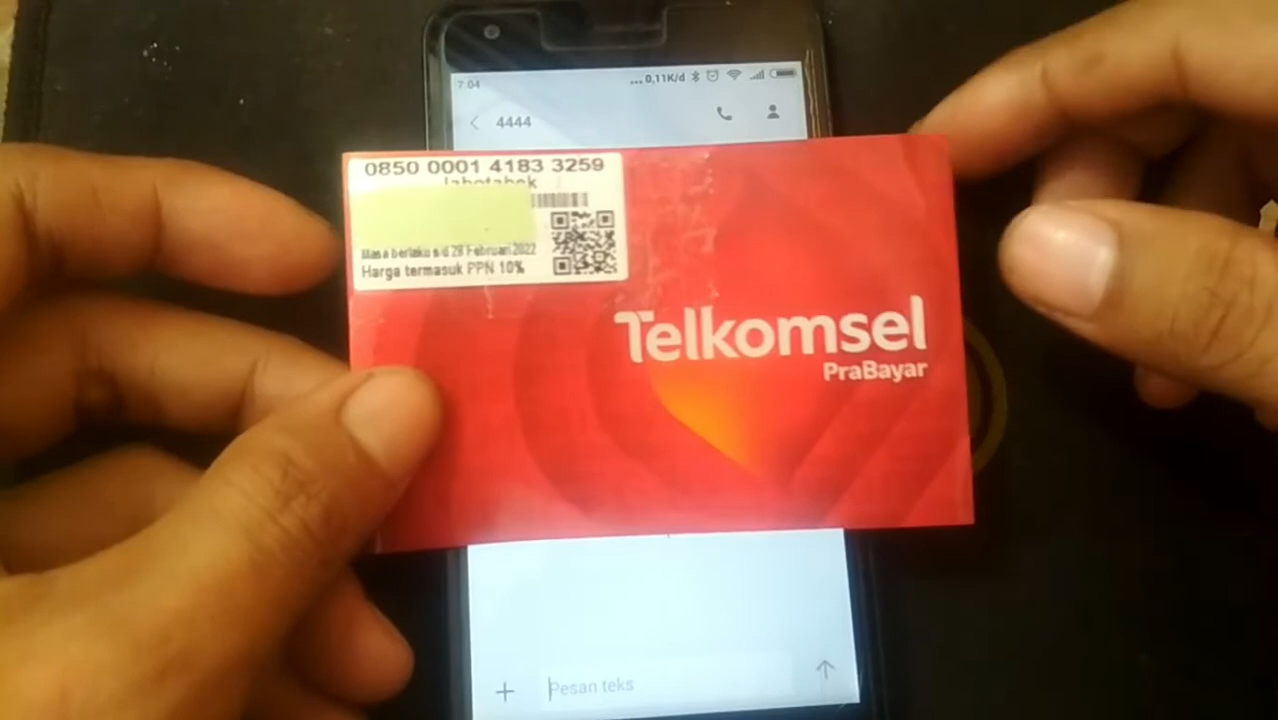 7:04
... 0,11K/d
4444
0850 0001 4183 3259
Jabotabek
Masa berlaku s/d 28 Februari 2022
Harga termasuk PPN 10%
Telkomsel
PraBayar
Pesan teks